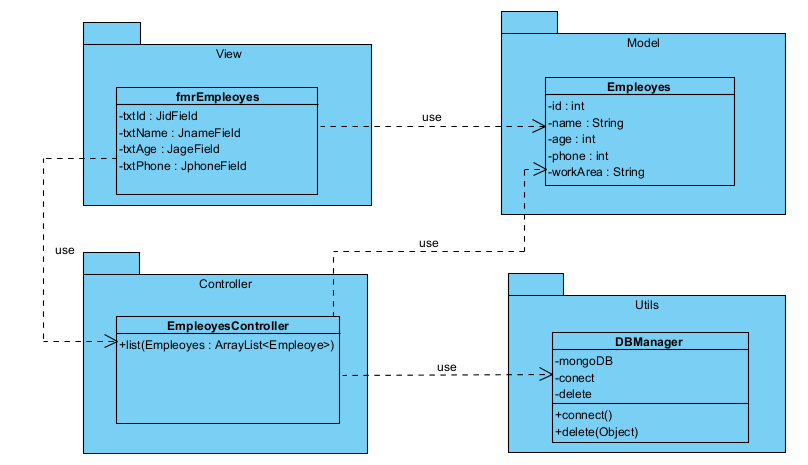 View
fmrEmpleoyes
-txtId : JidField
-txtName : JnameField
-txtAge : JageField
-txtPhone : JphoneField
use
Model
Empleoyes
-id : int
-name : String
-age : int
-phone : int
-workArea : String
use
use
Controller
EmpleoyesController
+list(Empleoyes : ArrayList<Empleoye>)
use
Utils
DBManager
-mongoDB
-conect
-delete
+connect()
+delete(Object)